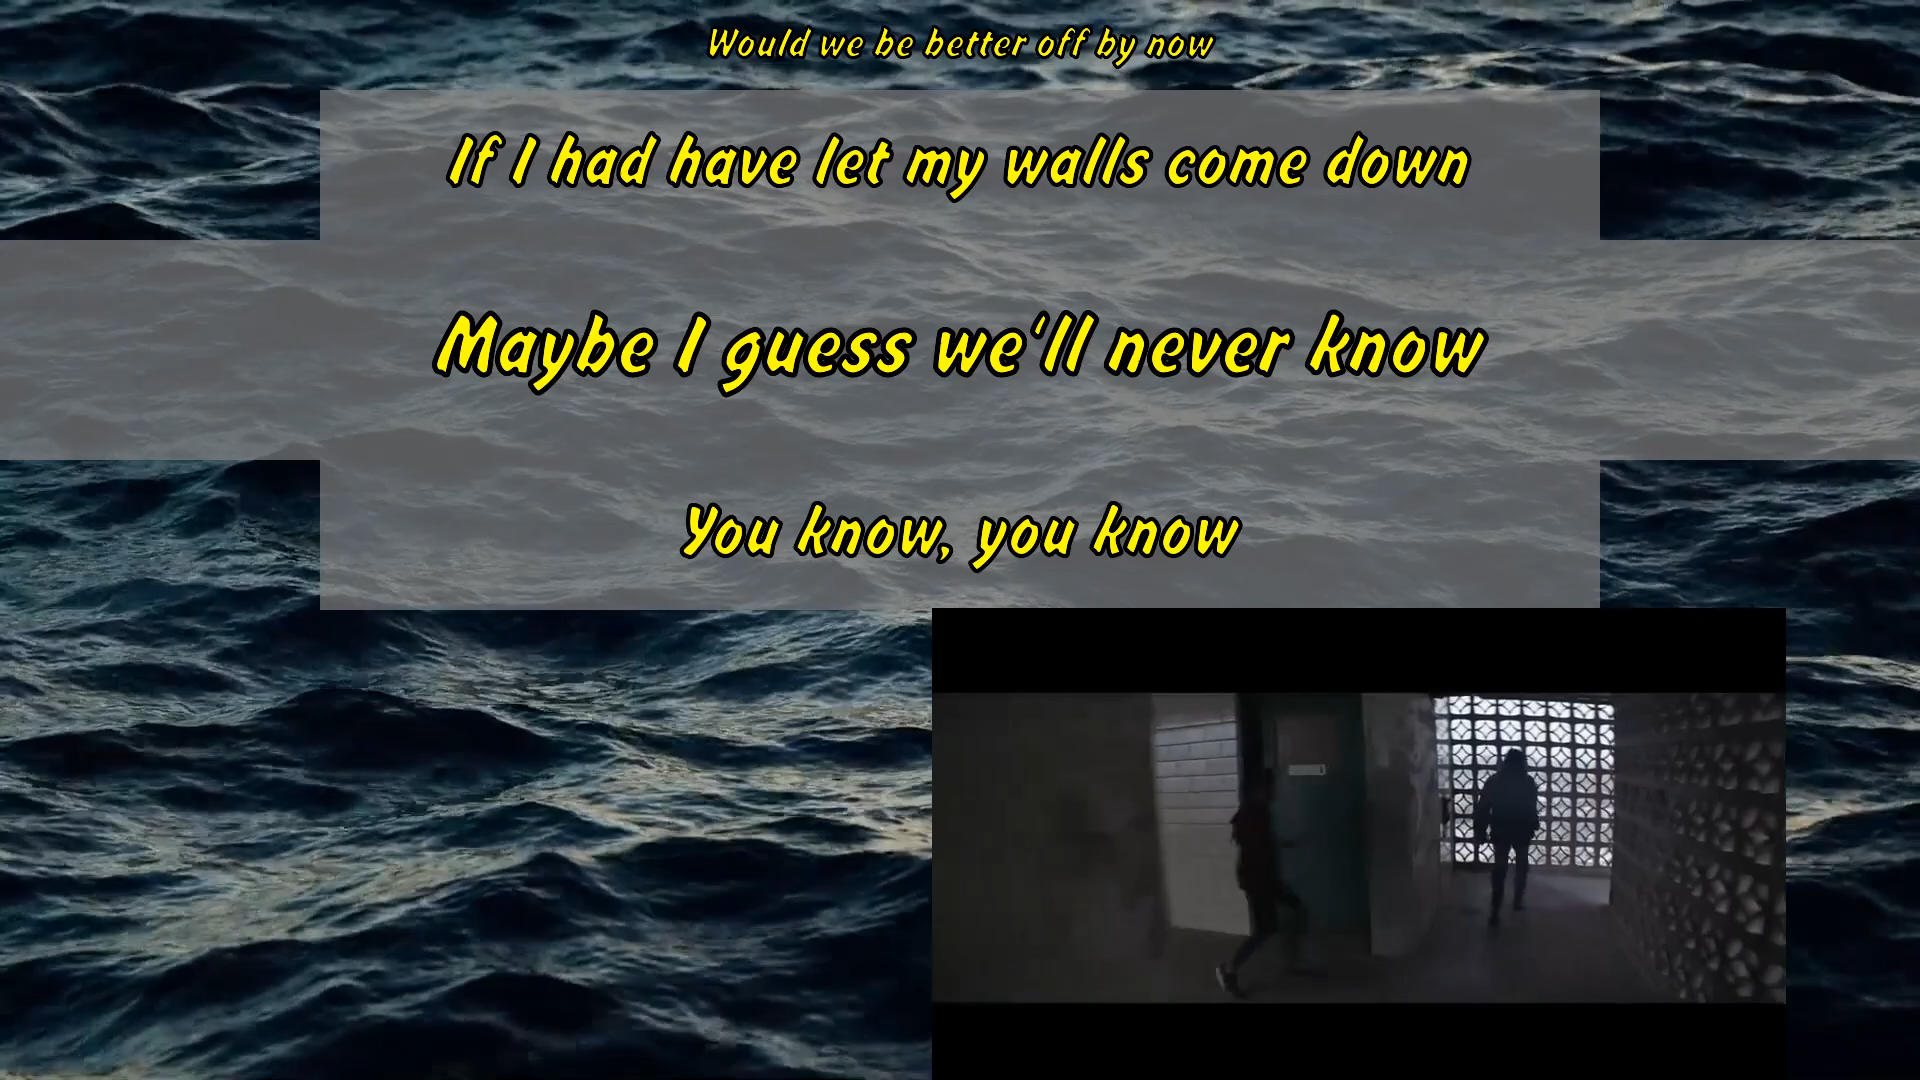 Would we be better off by now
If I had have let my walls come down
Maybe I guess we'll never know
You know, you know